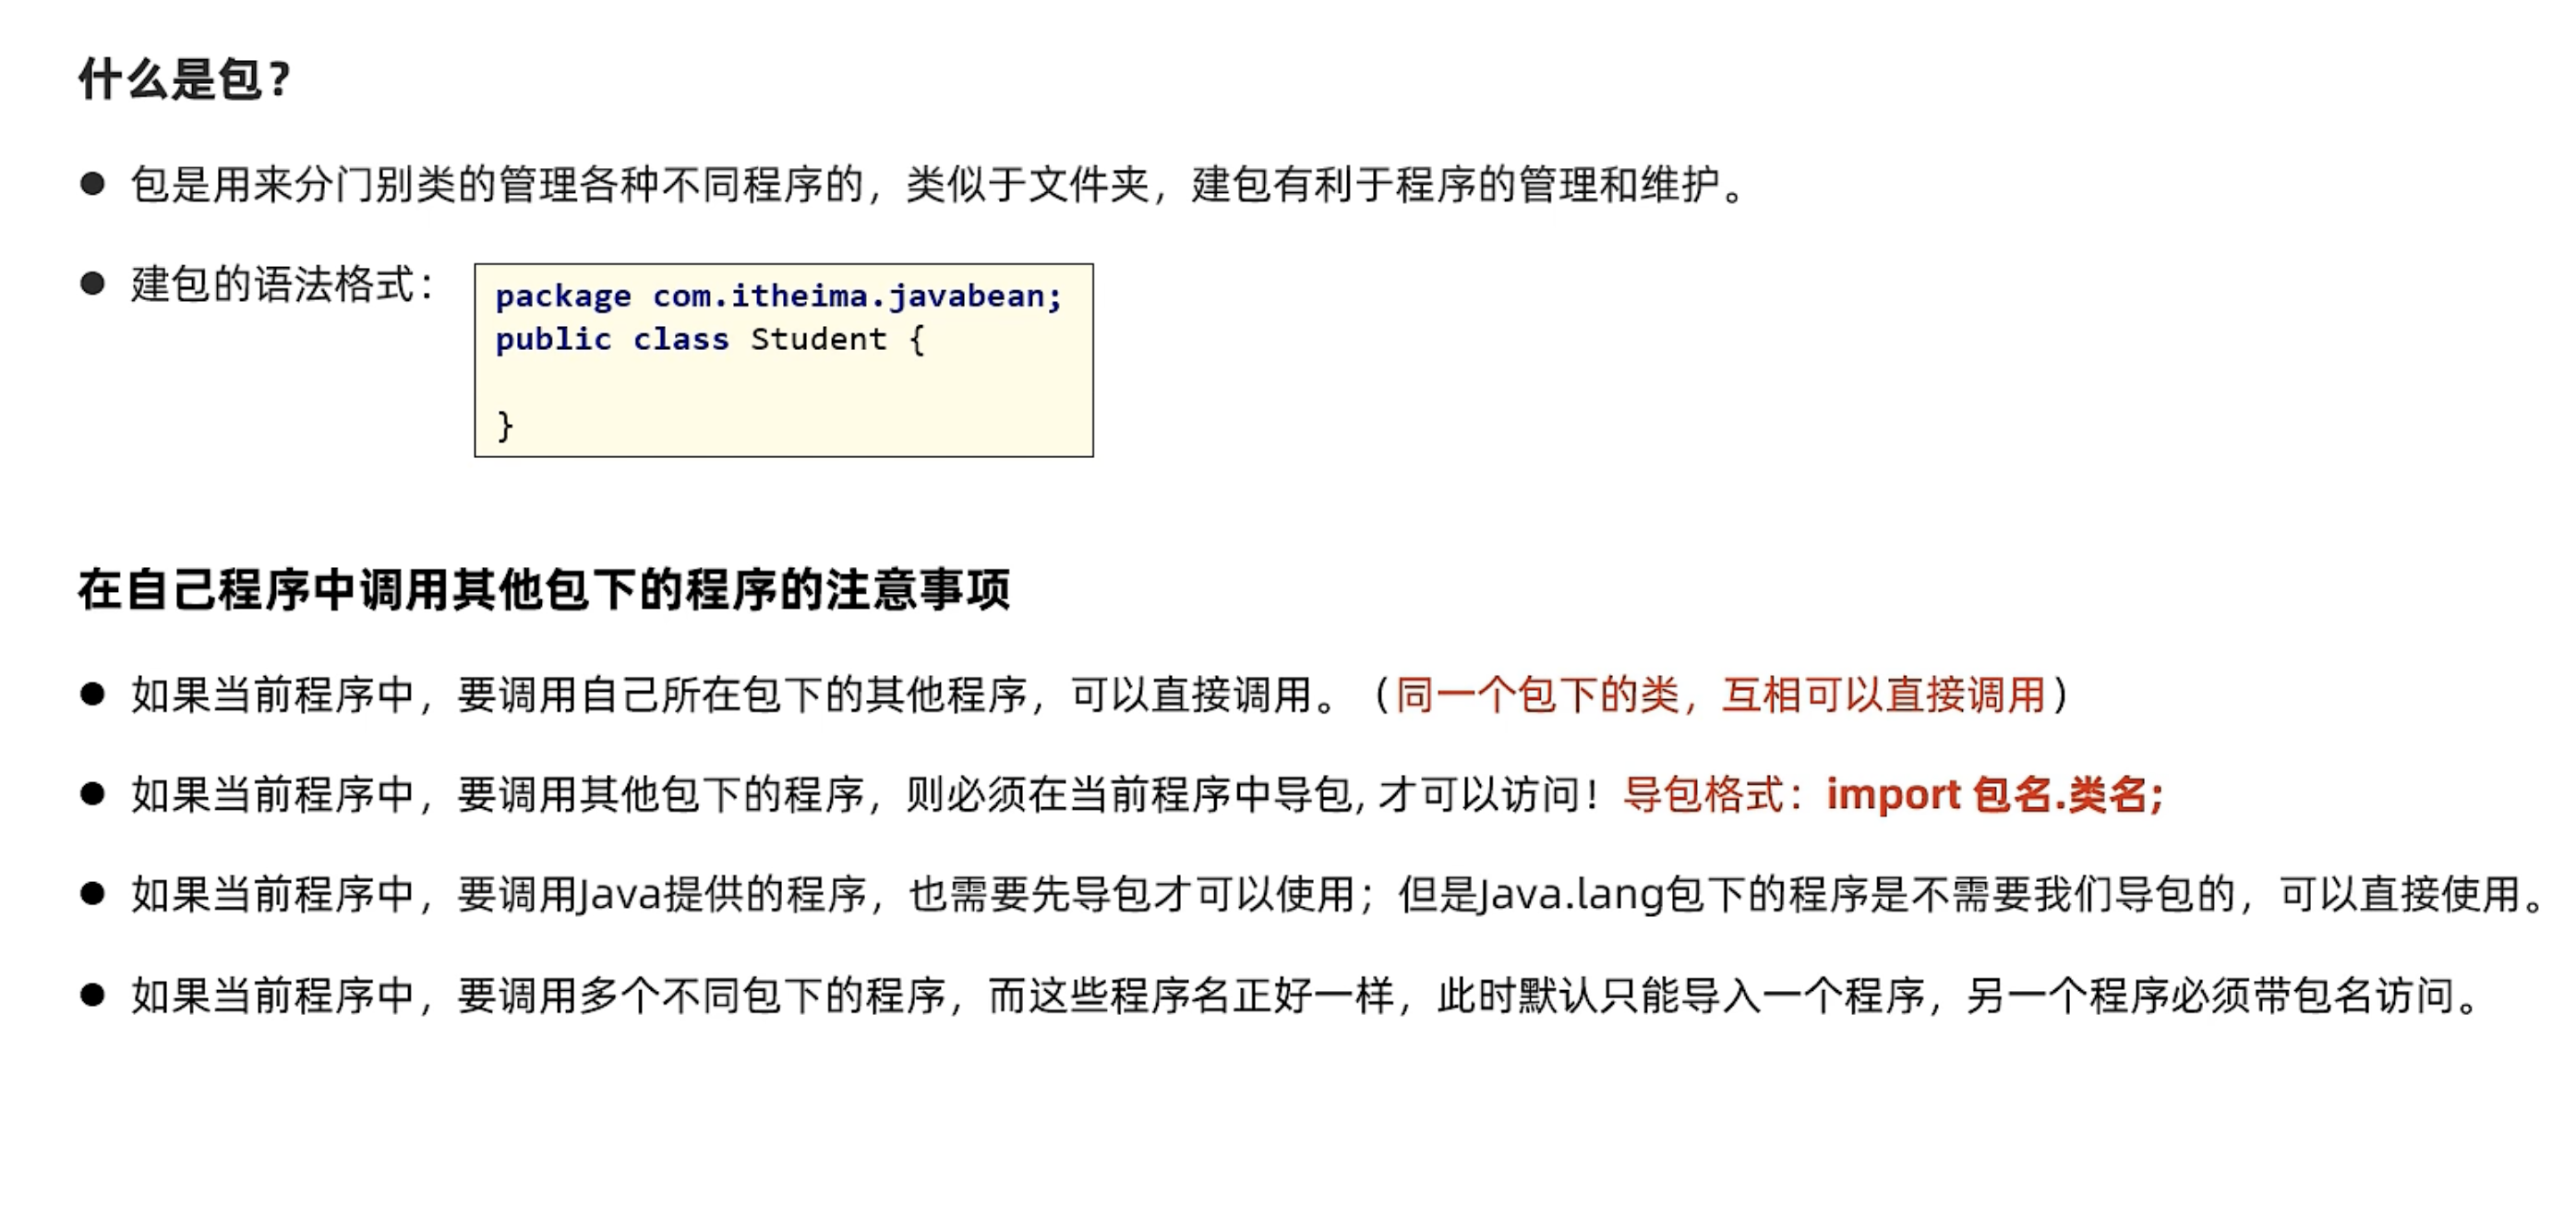 什么是包?
● 包是用来分门别类的管理各种不同程序的，类似于文件夹，建包有利于程序的管理和维护。
● 建包的语法格式：
package com.itheima.javabean;
public class Student {
}
在自己程序中调用其他包下的程序的注意事项
● 如果当前程序中，要调用自己所在包下的其他程序，可以直接调用。（同一个包下的类，互相可以直接调用）
● 如果当前程序中，要调用其他包下的程序，则必须在当前程序中导包, 才可以访问！导包格式：import 包名.类名;
● 如果当前程序中，要调用Java提供的程序，也需要先导包才可以使用；但是Java.lang包下的程序是不需要我们导包的，可以直接使用。
● 如果当前程序中，要调用多个不同包下的程序，而这些程序名正好一样，此时默认只能导入一个程序，另一个程序必须带包名访问。